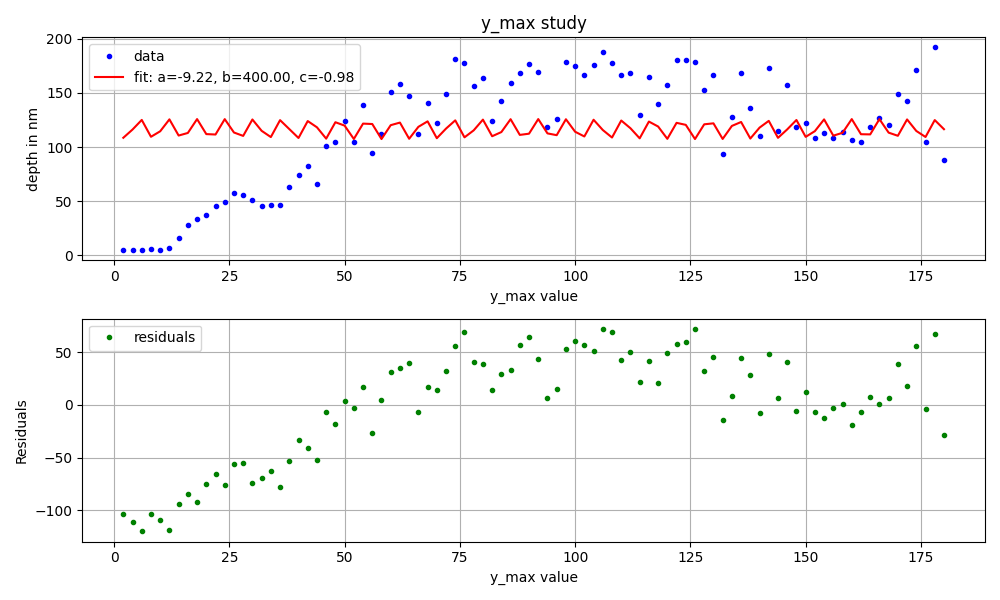 y_max study
200
150
100
50
0
depth in nm
data
fit: a=-9.22, b=400.00, c=-0.98
0 25 50 75 100 125 150 175
y_max value
50
0
−50
−100
Residuals
residuals
0 25 50 75 100 125 150 175
y_max value